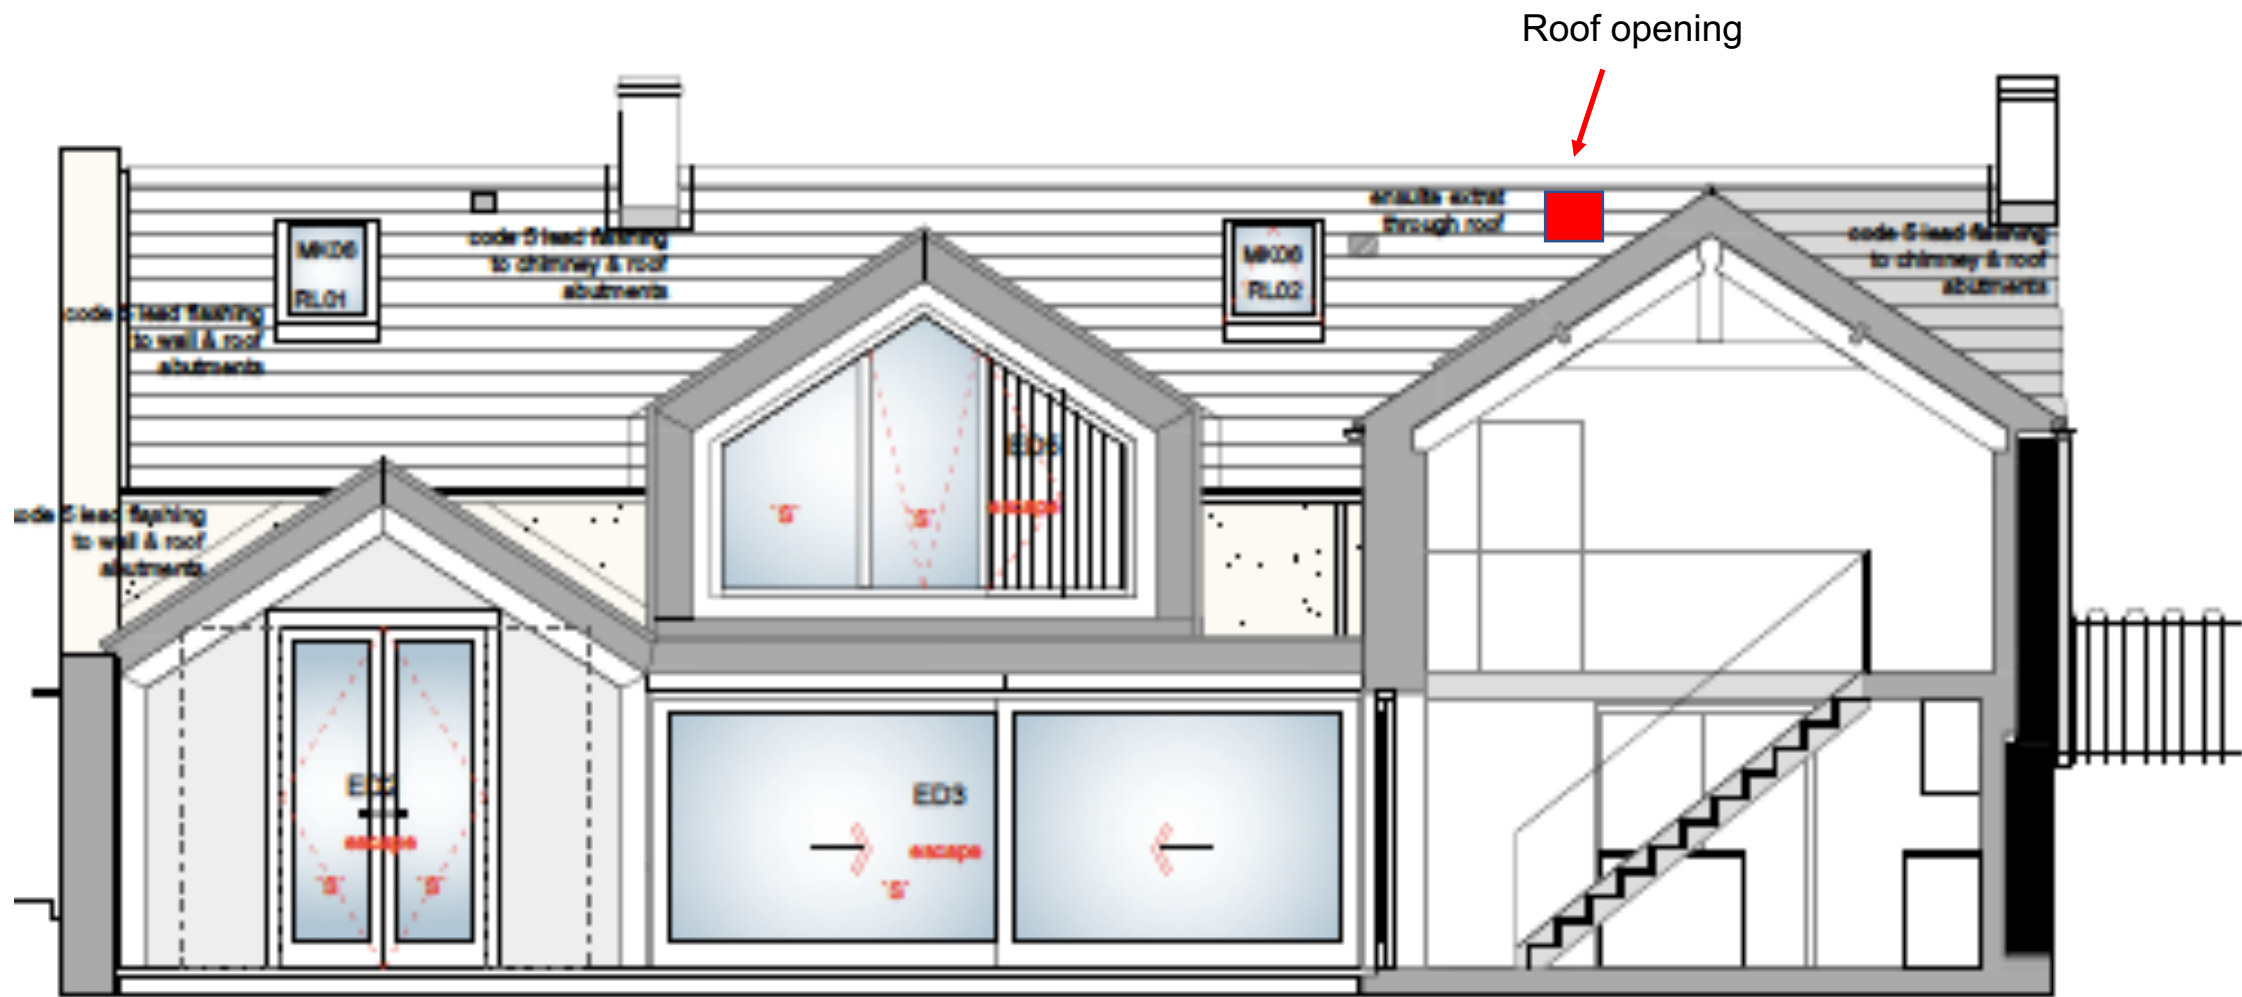 Roof opening
ensuite extrat
through roof
code 5 lead flashing
to chimney & roof
abutments
code 5 lead flashing
to chimney & roof
abutments
MK06
RL01
MK06
RL02
code 5 lead flashing
to wall & roof
abutments
ED5
"S"
"S"
escape
code 5 lead flashing
to wall & roof
abutments
ED2
escape
"S"
"S"
ED3
escape
"S"